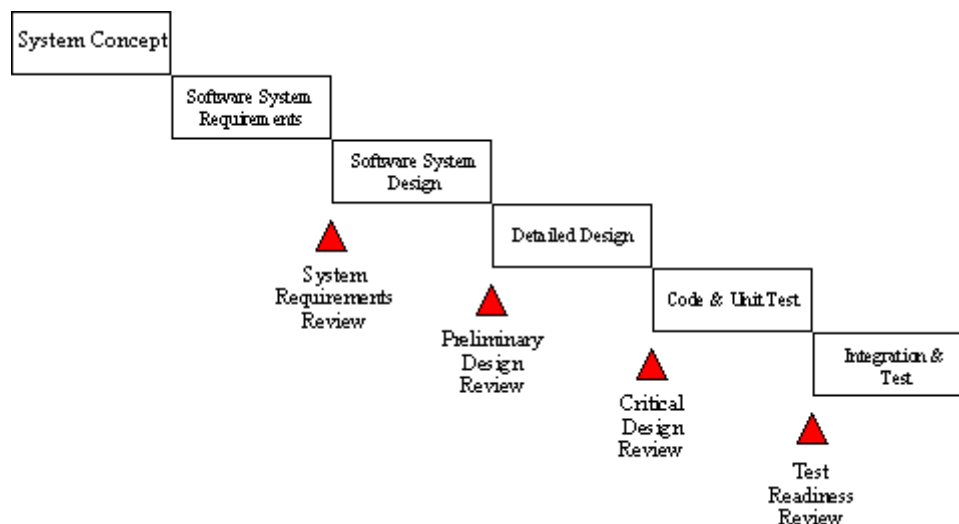 System Concept
Software System
Requirements
Software System
Design
Detailed Design
System
Requirements
Review
Code & Unit Test
Preliminary
Design
Review
Integration &
Test
Critical
Design
Review
Test
Readiness
Review